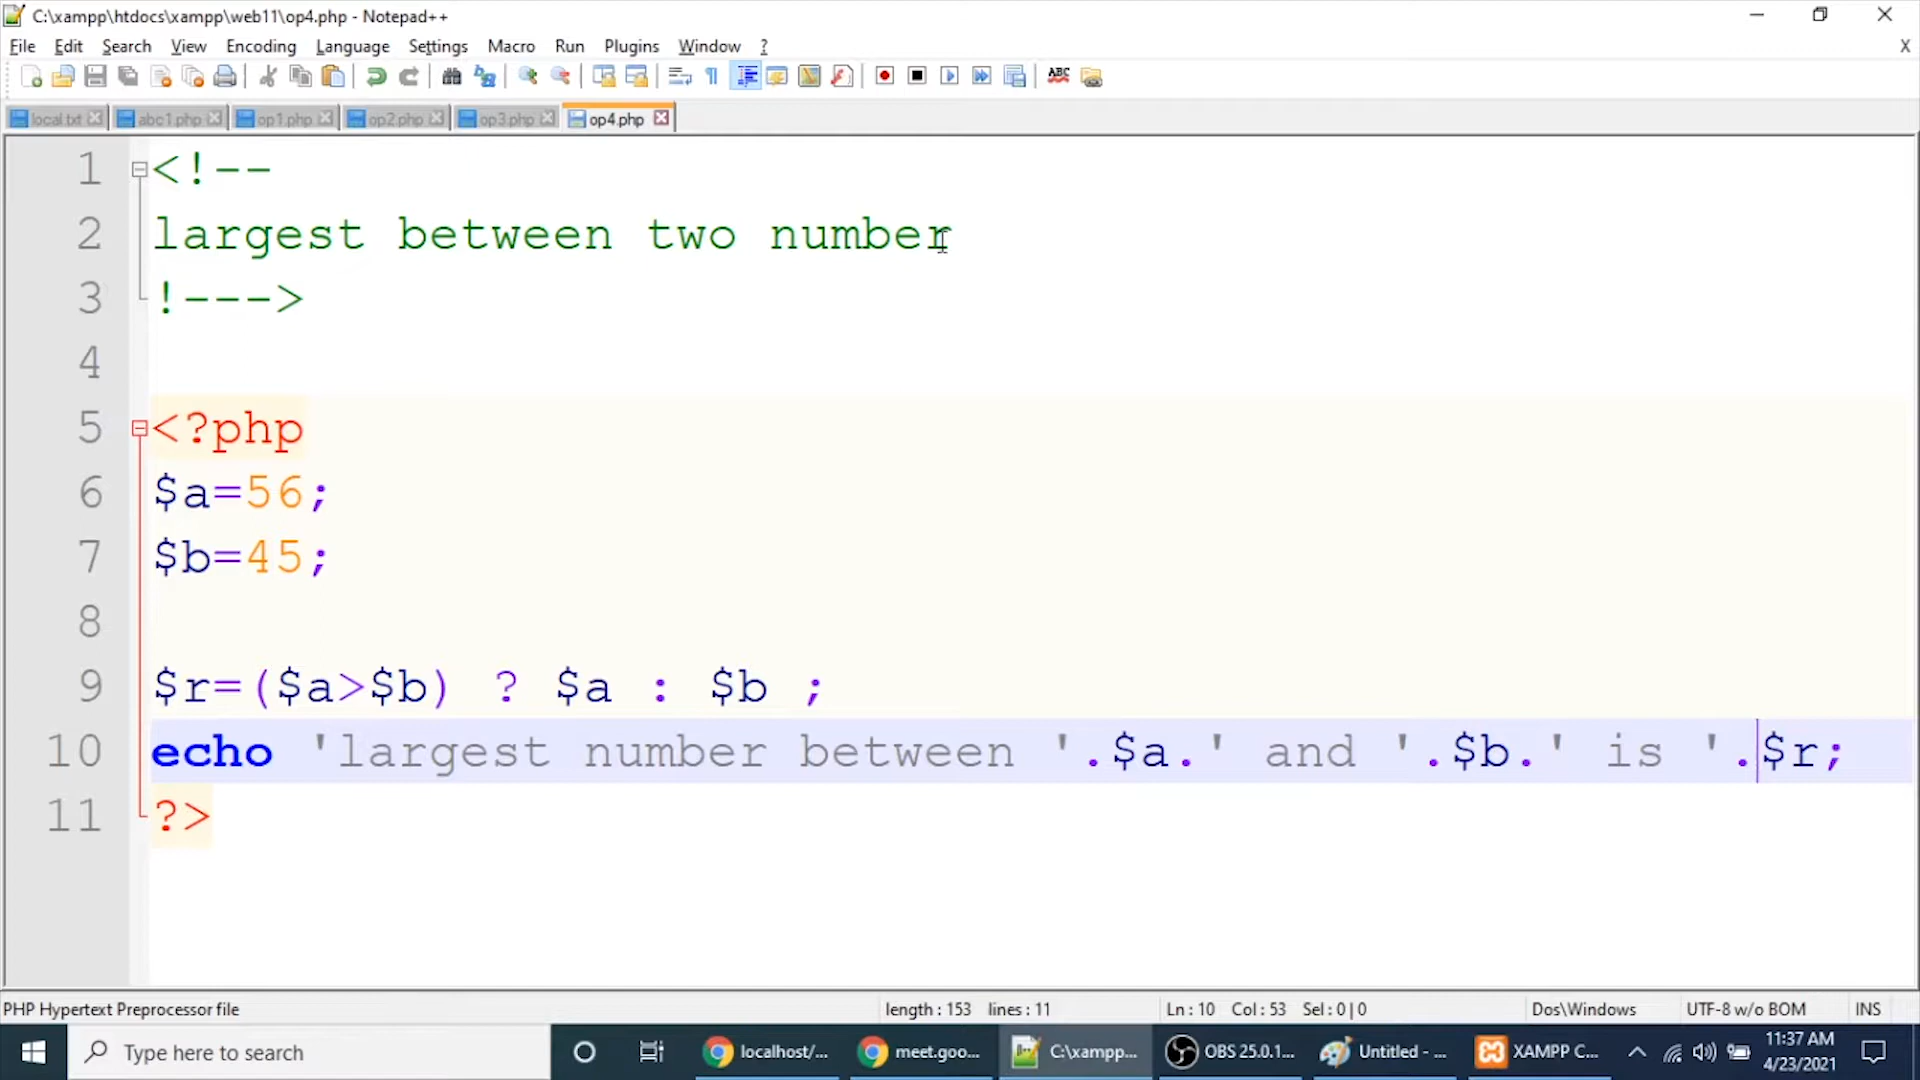 C:\xampp\htdocs\xampp\web11\op4.php - Notepad++
File Edit Search View Encoding Language Settings Macro Run Plugins Window ? X
ABC
local.txt abc1.php op1.php op2.php op3.php op4.php
1 <!--
2 largest between two number
3 !--->
4
5 <?php
6 $a=56;
7 $b=45;
8
9 $r=($a>$b) ? $a : $b ;
10 echo 'largest number between '.$a.' and '.$b.' is '.$r;
11 ?>
PHP Hypertext Preprocessor file length : 153 lines : 11 Ln : 10 Col : 53 Sel : 0 | 0 Dos\Windows UTF-8 w/o BOM INS
Type here to search localhost/... meet.goo... C:\xampp... OBS 25.0.1... Untitled - ... XAMPP C... 11:37 AM
4/23/2021